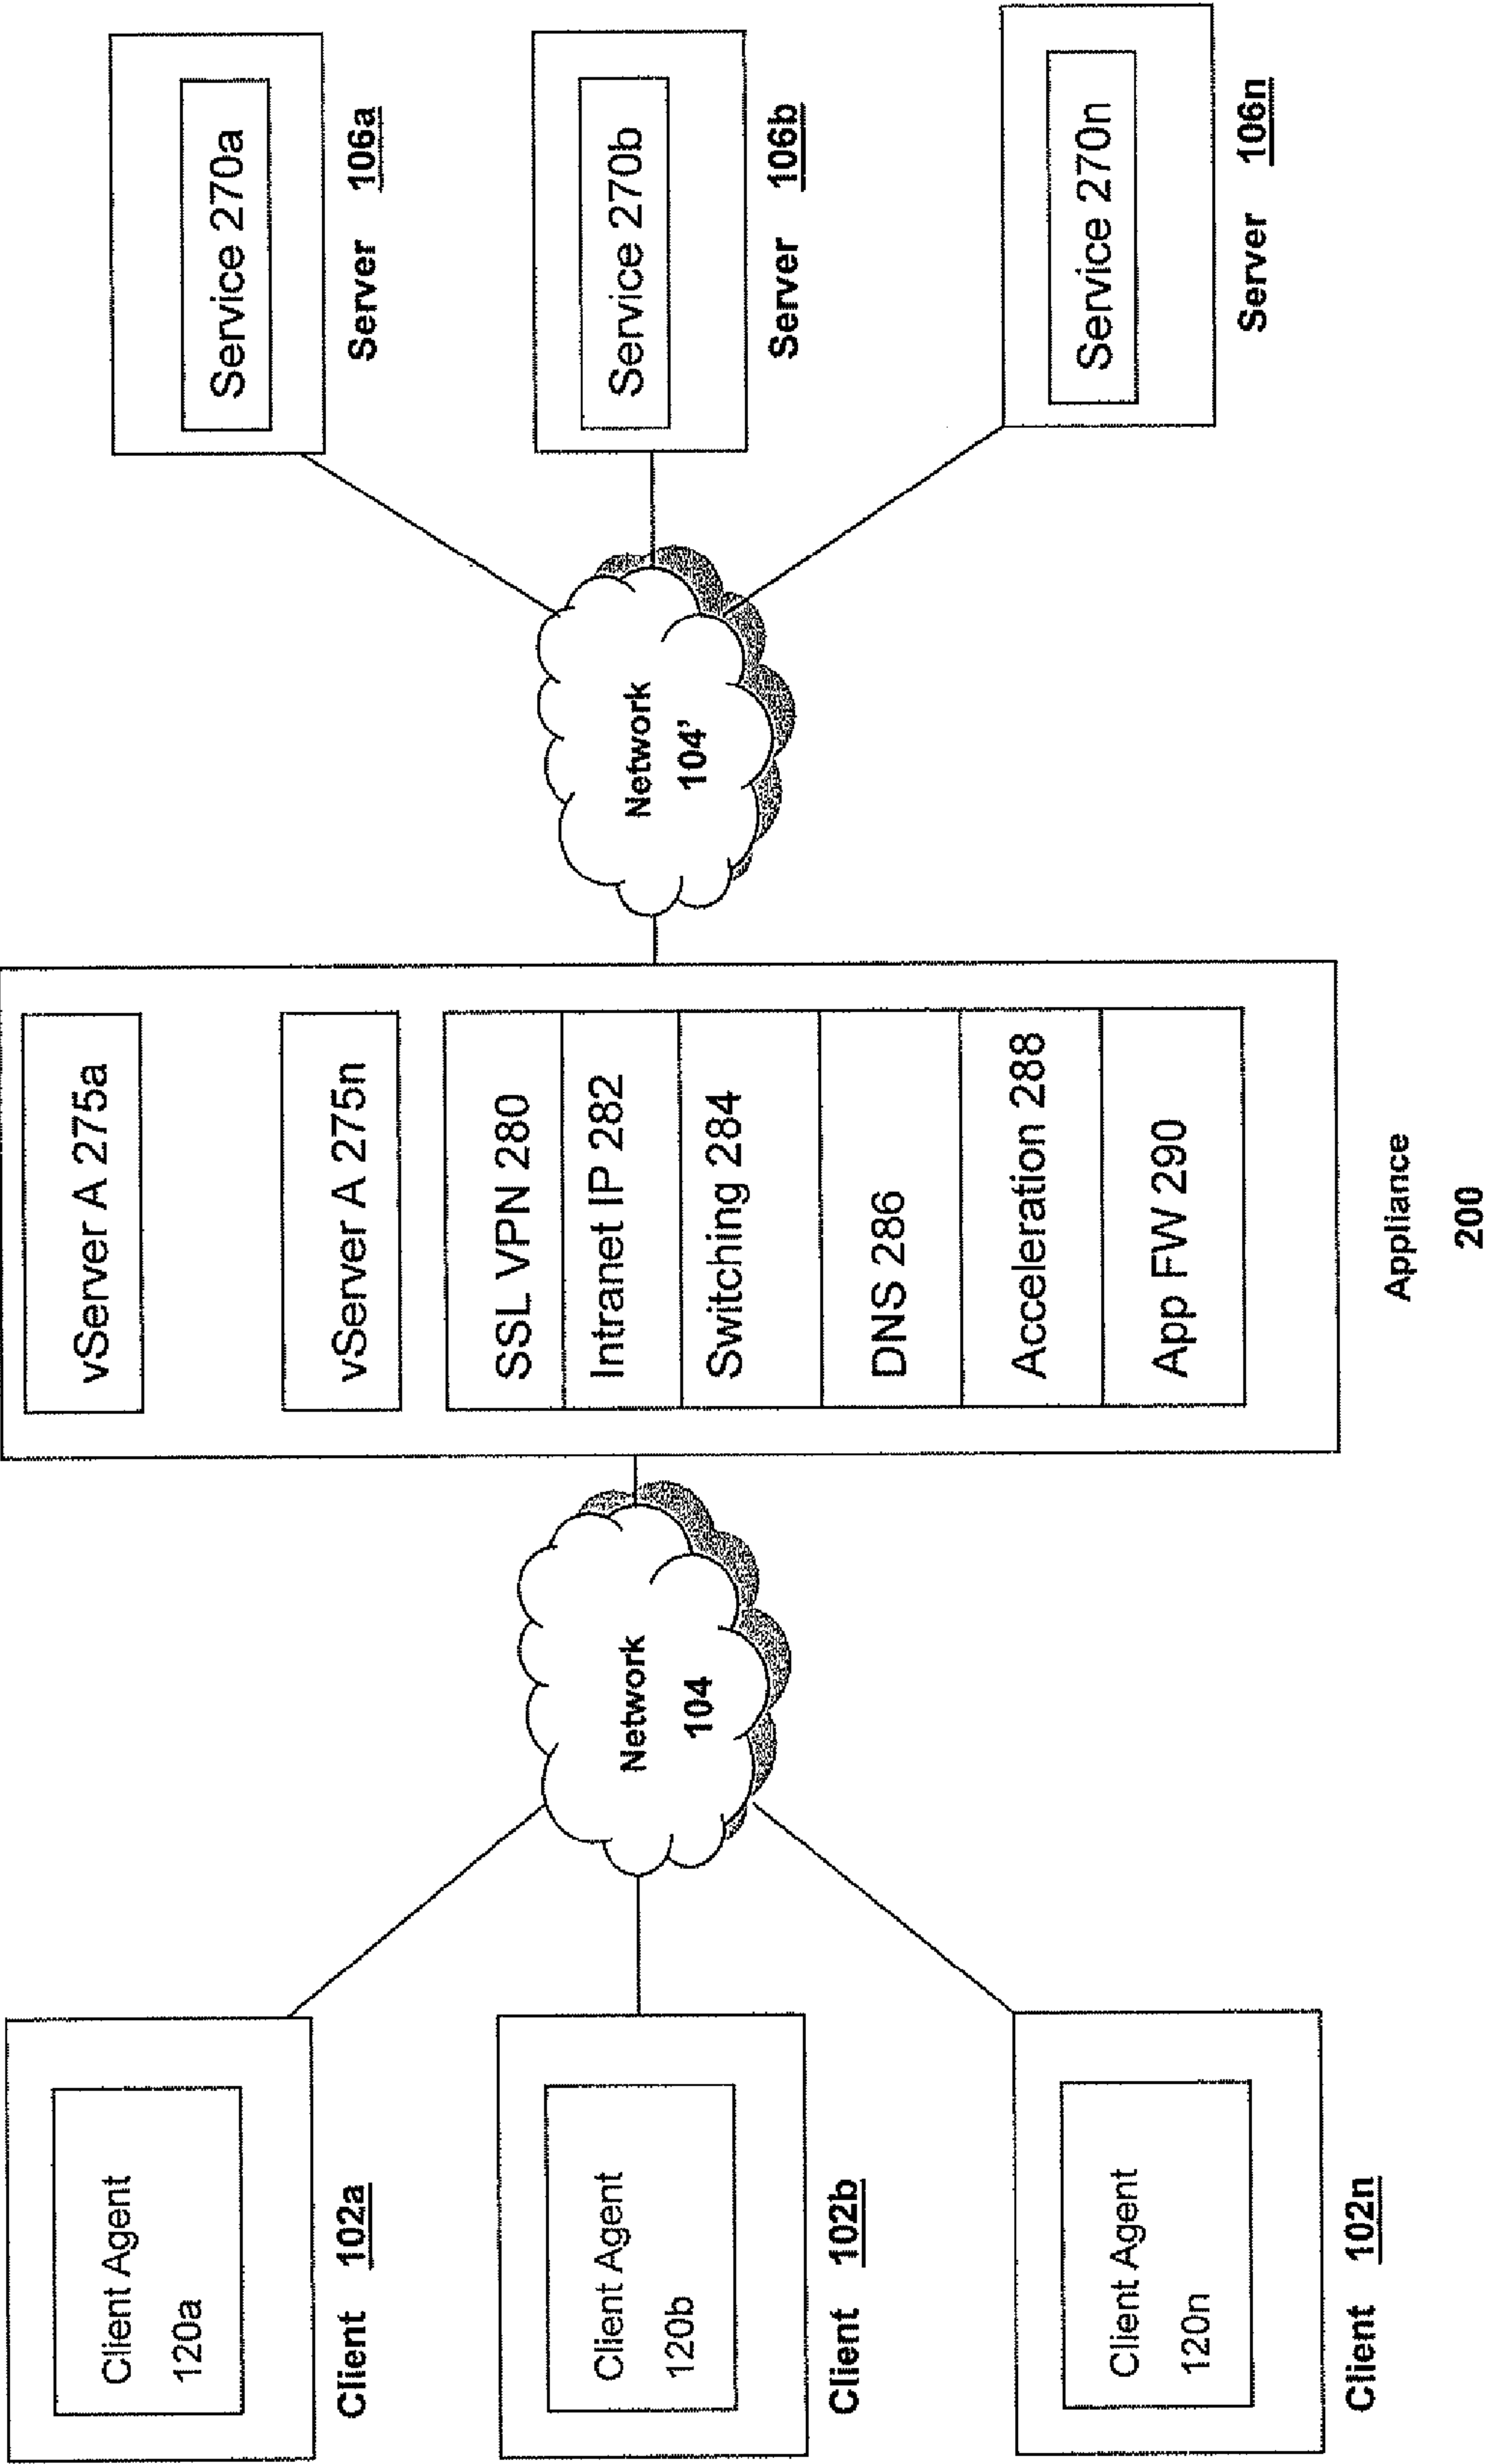 Client Agent
120a
Client 102a
Client Agent
120b
Client 102b
Client Agent
120n
Client 102n
Network
104
vServer A 275a
vServer A 275n
SSL VPN 280
Intranet IP 282
Switching 284
DNS 286
Acceleration 288
App FW 290
Appliance
200
Network
104'
Service 270a
Server 106a
Service 270b
Server 106b
Service 270n
Server 106n